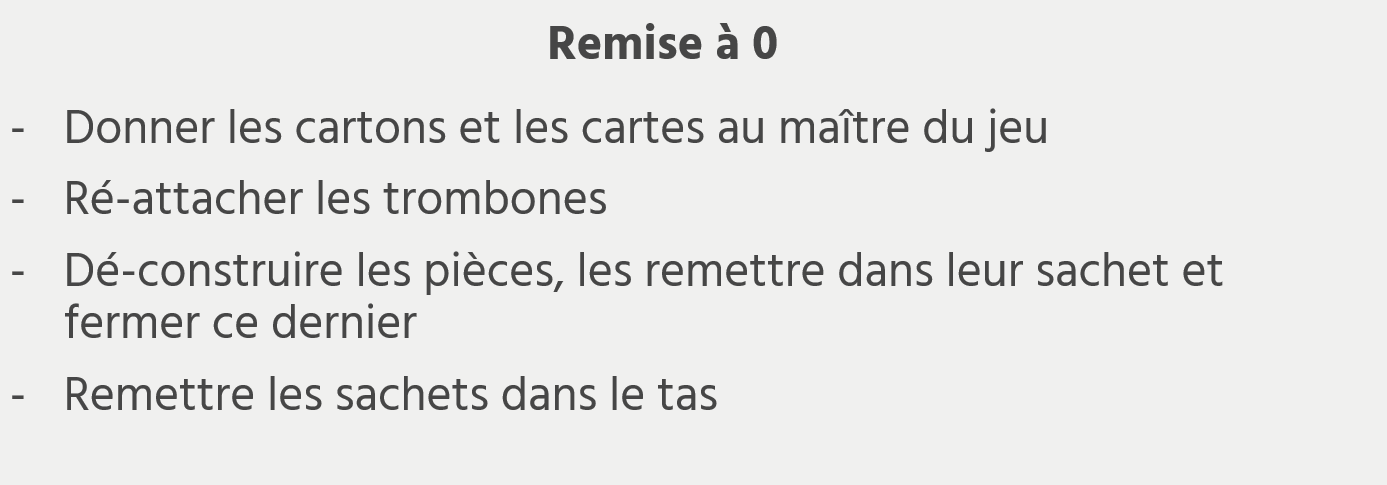 Remise à 0
- Donner les cartons et les cartes au maître du jeu
- Ré-attacher les trombones
- Dé-construire les pièces, les remettre dans leur sachet et
fermer ce dernier
- Remettre les sachets dans le tas